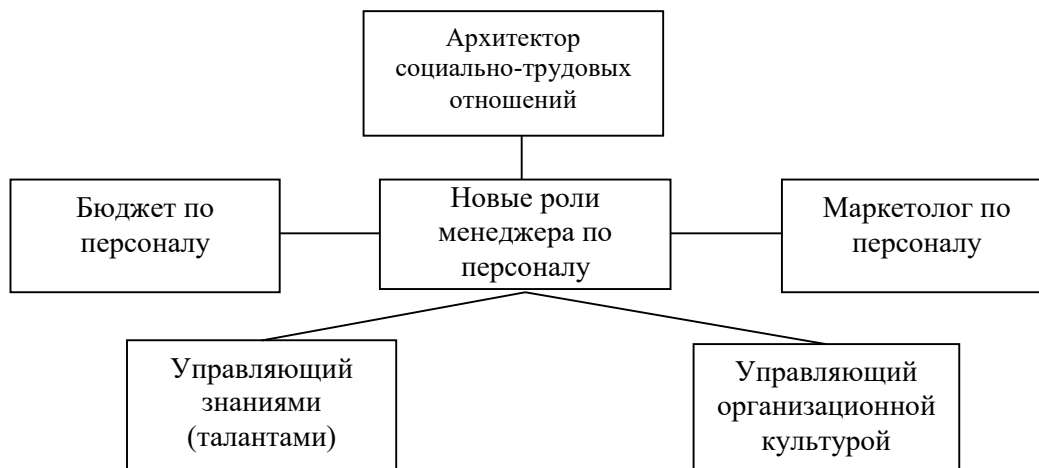 Архитектор
социально-трудовых
отношений
Бюджет по
персоналу
Новые роли
менеджера по
персоналу
Маркетолог по
персоналу
Управляющий
знаниями
(талантами)
Управляющий
организационной
культурой